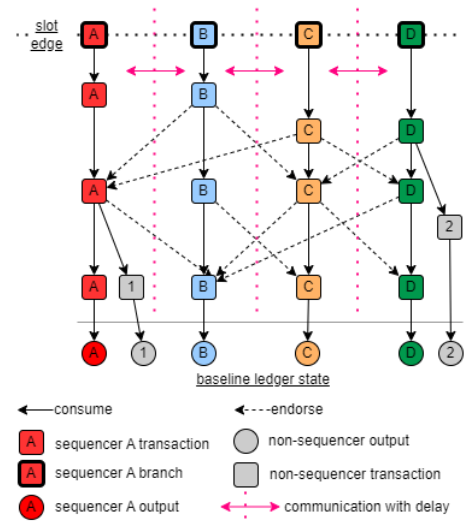 slot
edge
A B C D
A B
C D
A B C D
2
A 1 B C D
A 1 B C D 2
baseline ledger state
consume endorse
A sequencer A transaction non-sequencer output
A sequencer A branch non-sequencer transaction
A sequencer A output communication with delay